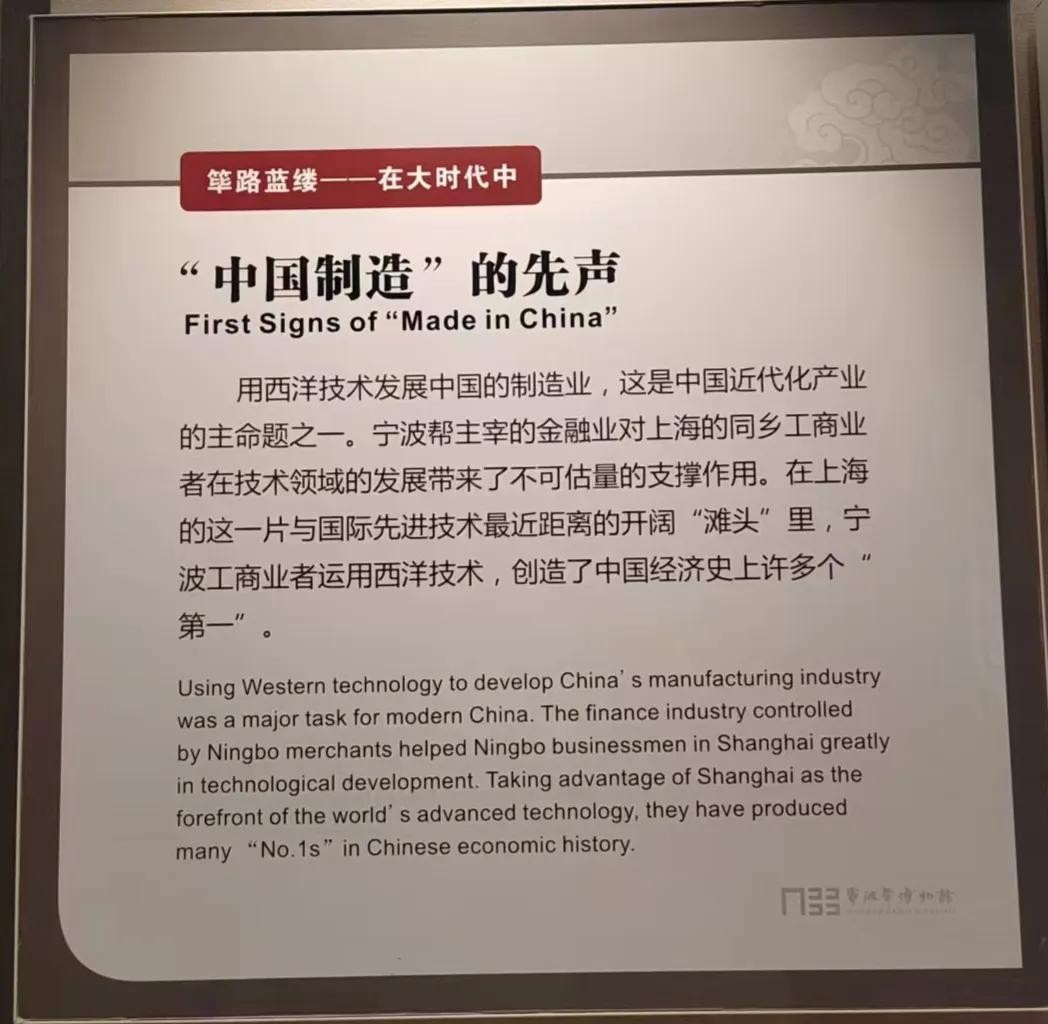 筚路蓝缕——在大时代中
“中国制造”的先声
First Signs of “Made in China”
用西洋技术发展中国的制造业，这是中国近代化产业
的主命题之一。宁波帮主宰的金融业对上海的同乡工商业
者在技术领域的发展带来了不可估量的支撑作用。在上海
的这一片与国际先进技术最近距离的开阔“滩头”里，宁
波工商业者运用西洋技术，创造了中国经济史上许多个“
第一”。
Using Western technology to develop China’s manufacturing industry
was a major task for modern China. The finance industry controlled
by Ningbo merchants helped Ningbo businessmen in Shanghai greatly
in technological development. Taking advantage of Shanghai as the
forefront of the world’s advanced technology, they have produced
many “No.1s” in Chinese economic history.
寧波幫博物館